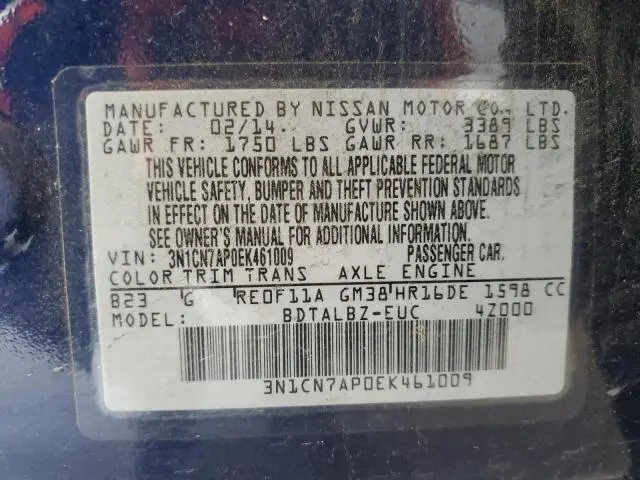 MANUFACTURED BY NISSAN MOTOR CO., LTD.
DATE: 02/14 GVWR: 3389 LBS
GAWR FR: 1750 LBS GAWR RR: 1687 LBS
THIS VEHICLE CONFORMS TO ALL APPLICABLE FEDERAL MOTOR
VEHICLE SAFETY, BUMPER AND THEFT PREVENTION STANDARDS
IN EFFECT ON THE DATE OF MANUFACTURE SHOWN ABOVE.
SEE OWNER'S MANUAL FOR ADDITIONAL INFORMATION.
VIN: 3N1CN7AP0EK461009 PASSENGER CAR.
COLOR TRIM TRANS AXLE ENGINE
B23 G RE0F11A GM38 HR16DE 1598 CC
MODEL: BDTALBZ-EUC 4Z000
3N1CN7AP0EK461009